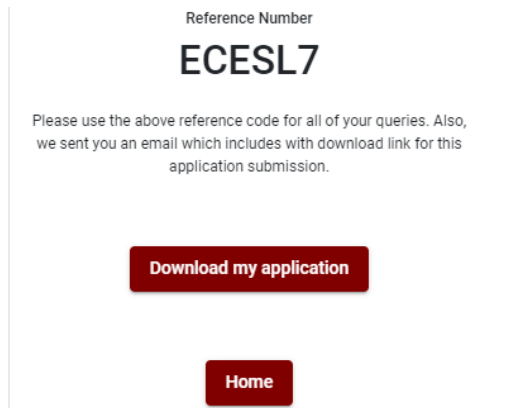 Reference Number
ECESL7
Please use the above reference code for all of your queries. Also,
we sent you an email which includes with download link for this
application submission.
Download my application
Home